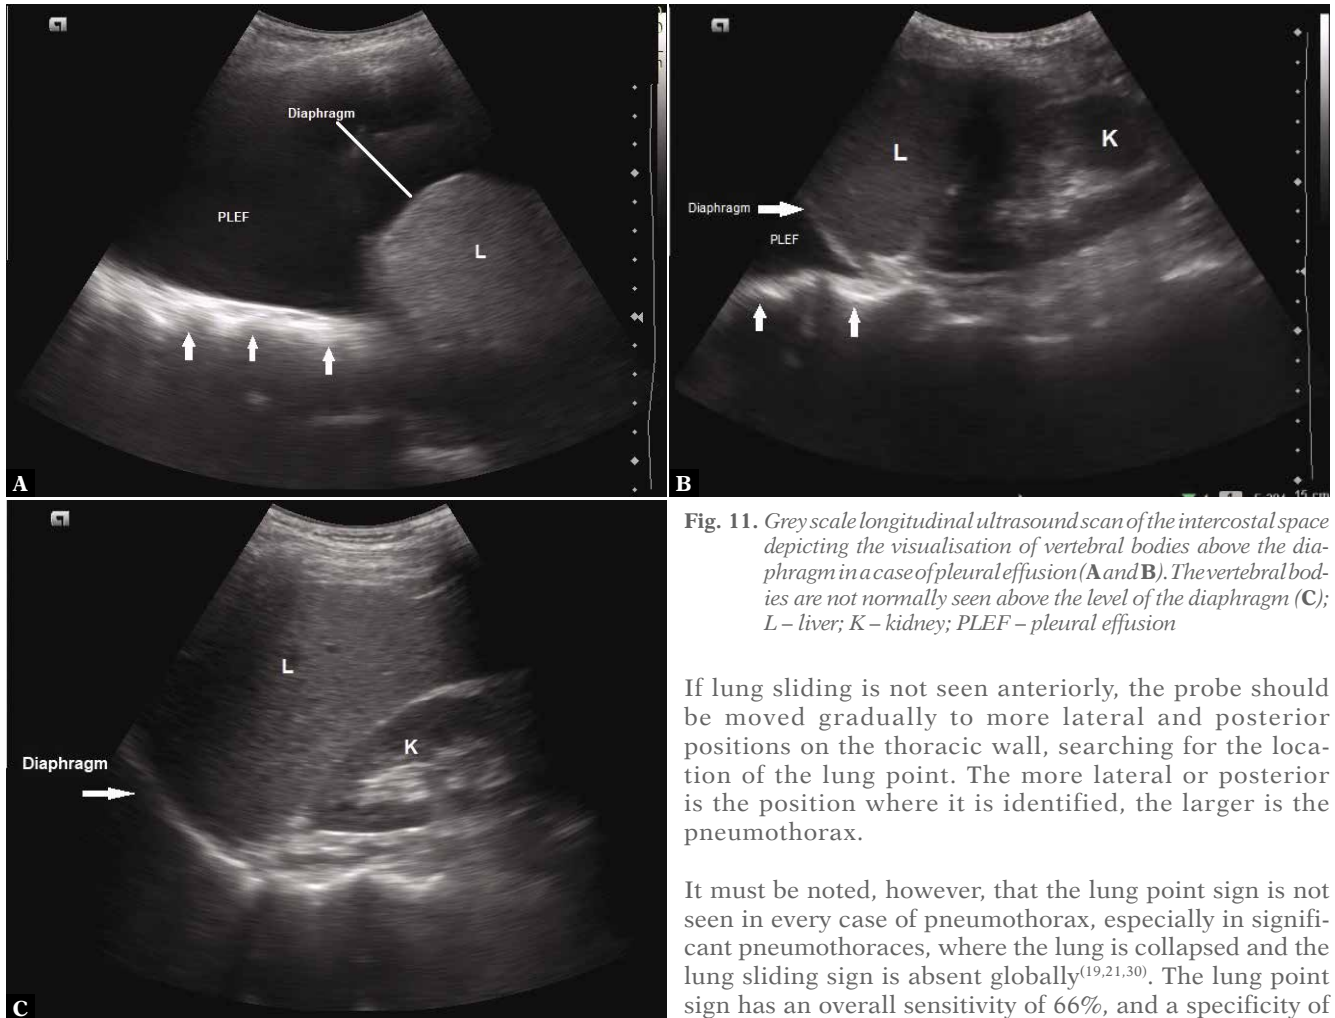 Diaphragm
PLEF
L
A
L
K
Diaphragm
PLEF
15 cm
B
L
K
Diaphragm
C
Fig. 11. Grey scale longitudinal ultrasound scan of the intercostal space
depicting the visualisation of vertebral bodies above the dia-
phragm in a case of pleural effusion (A and B). The vertebral bod-
ies are not normally seen above the level of the diaphragm (C);
L – liver; K – kidney; PLEF – pleural effusion
If lung sliding is not seen anteriorly, the probe should
be moved gradually to more lateral and posterior
positions on the thoracic wall, searching for the loca-
tion of the lung point. The more lateral or posterior
is the position where it is identified, the larger is the
pneumothorax.
It must be noted, however, that the lung point sign is not
seen in every case of pneumothorax, especially in signifi-
cant pneumothoraces, where the lung is collapsed and the
lung sliding sign is absent globally(19,21,30). The lung point
sign has an overall sensitivity of 66%, and a specificity of